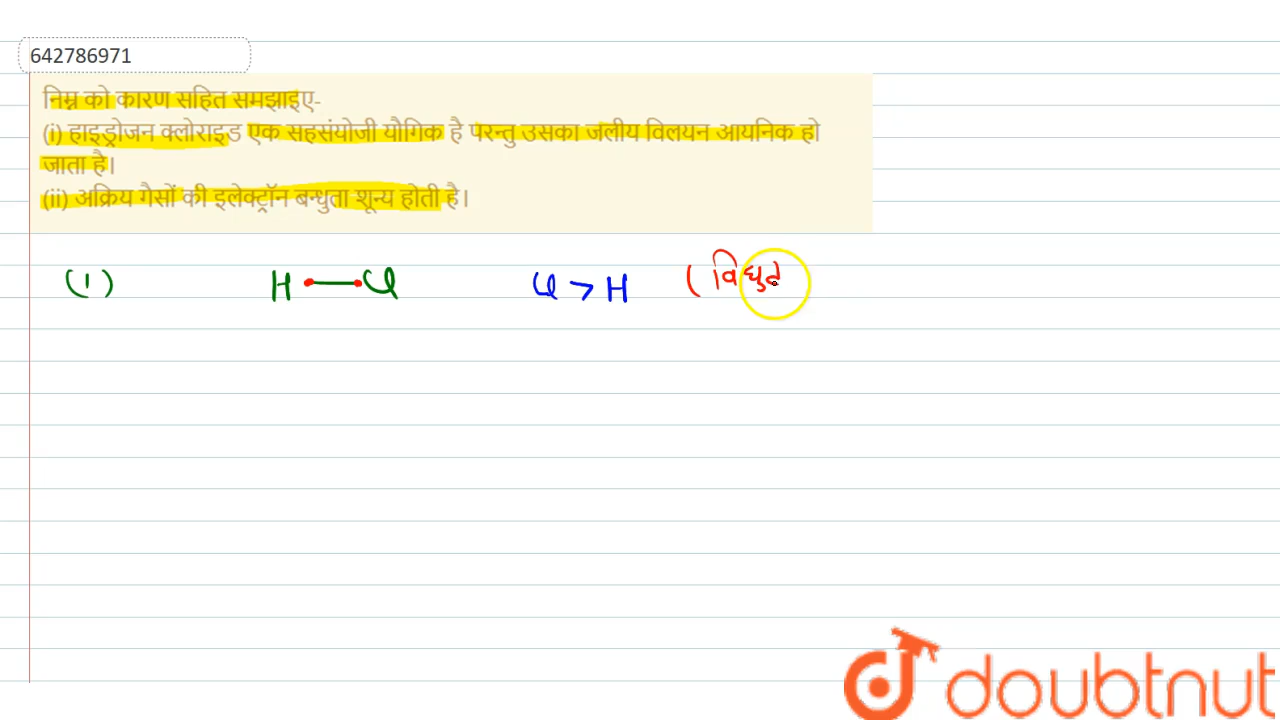 642786971
निम्न को कारण सहित समझाइए-
(i) हाइड्रोजन क्लोराइड एक सहसंयोजी यौगिक है परन्तु उसका जलीय विलयन आयनिक हो
जाता है।
(ii) अक्रिय गैसों की इलेक्ट्रॉन बन्धुता शून्य होती है।
(1) H—Cl Cl > H (विधुत
doubtnut